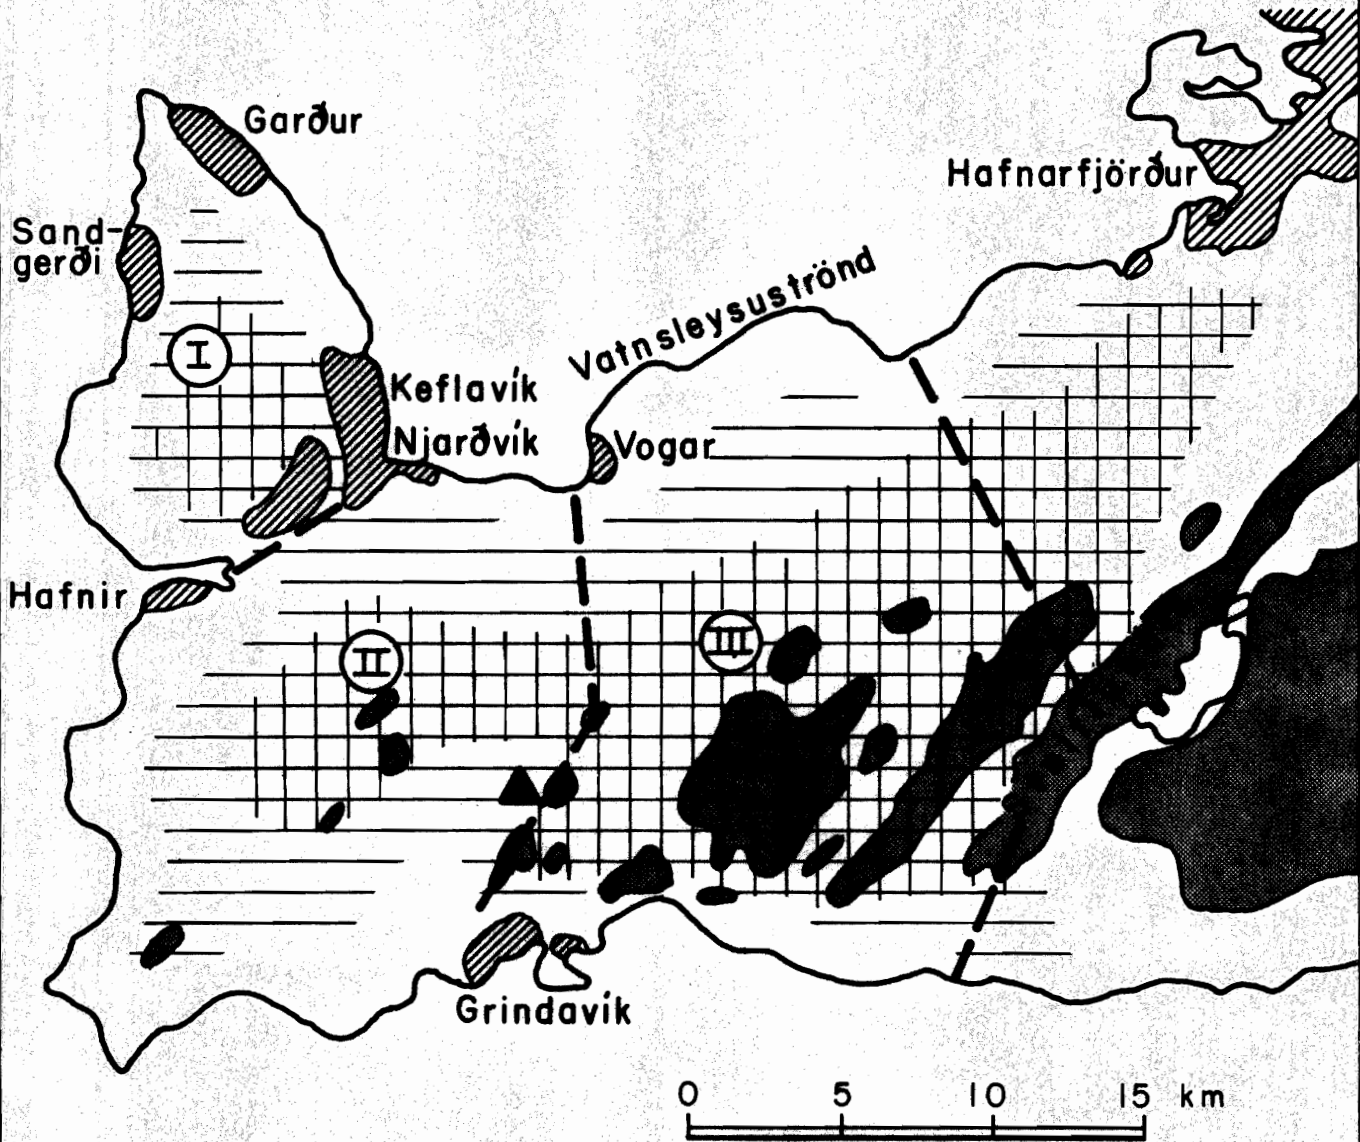 Garður
Hafnarfjörður
Sand-
gerði
Vatnsleysuströnd
I
Keflavík
Njarðvík
Vogar
Hafnir
II
III
Grindavík
0 5 10 15 km